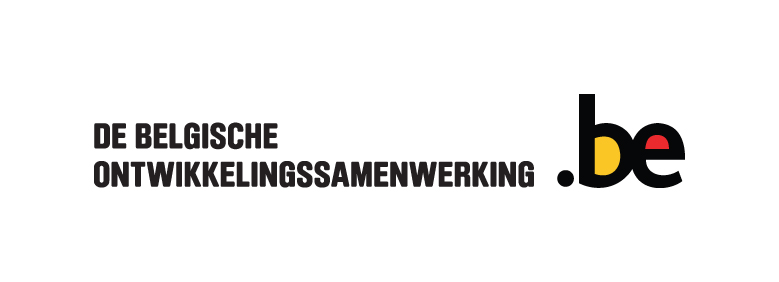 DE BELGISCHE
ONTWIKKELINGSSAMENWERKING
.be